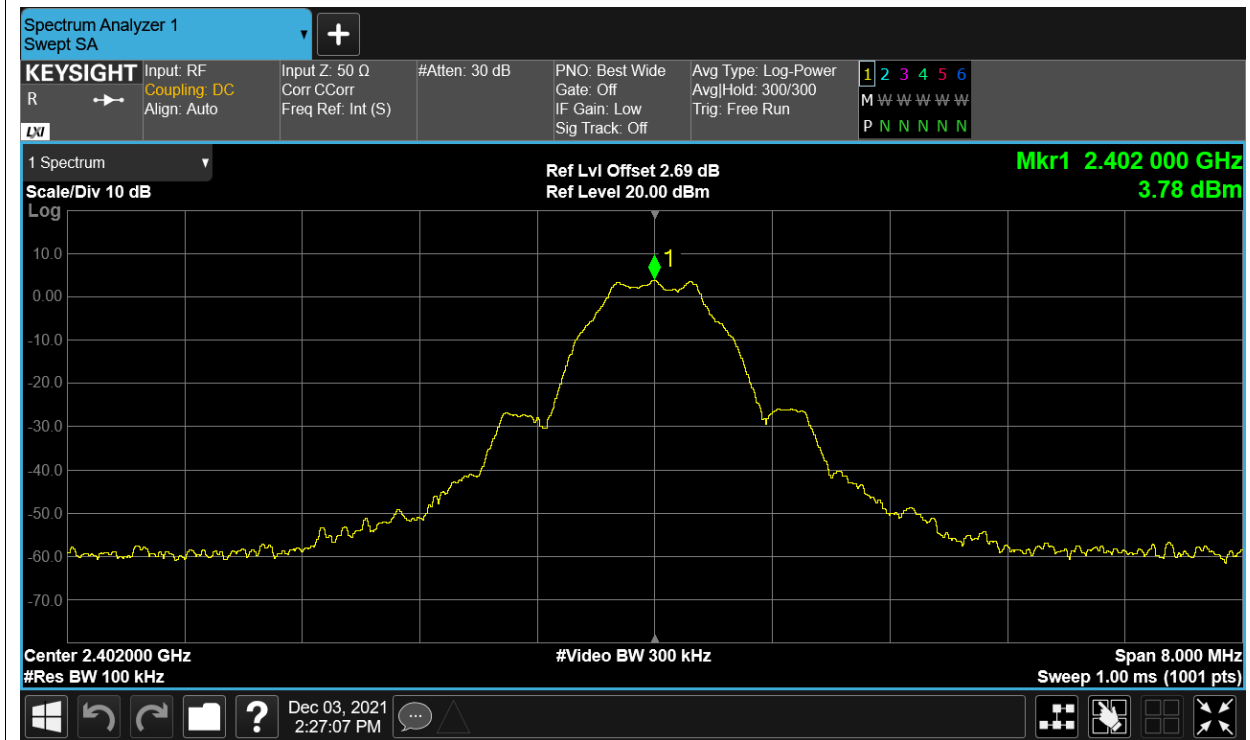 Spectrum Analyzer 1
Swept SA
KEYSIGHT
R
LXI
Input: RF
Coupling: DC
Align: Auto
Input Z: 50 Ω
Corr CCorr
Freq Ref: Int (S)
#Atten: 30 dB
PNO: Best Wide
Gate: Off
IF Gain: Low
Sig Track: Off
Avg Type: Log-Power
Avg|Hold: 300/300
Trig: Free Run
1 2 3 4 5 6
M W W W W W
P N N N N N
1 Spectrum
Scale/Div 10 dB
Log
Ref Lvl Offset 2.69 dB
Ref Level 20.00 dBm
Mkr1 2.402 000 GHz
3.78 dBm
1
10.0
0.00
-10.0
-20.0
-30.0
-40.0
-50.0
-60.0
-70.0
Center 2.402000 GHz
#Res BW 100 kHz
#Video BW 300 kHz
Span 8.000 MHz
Sweep 1.00 ms (1001 pts)
?
Dec 03, 2021
2:27:07 PM